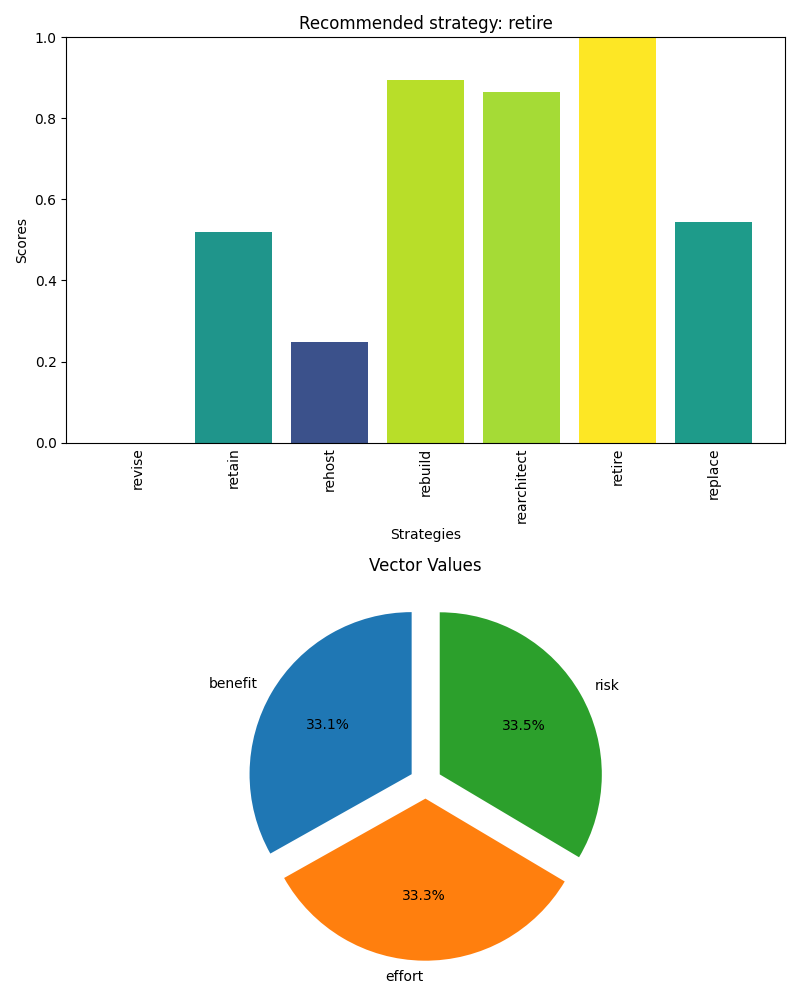 Recommended strategy: retire
1.0
0.8
0.6
0.4
0.2
0.0
Scores
revise
retain
rehost
rebuild
rearchitect
retire
replace
Strategies
Vector Values
benefit
33.1%
risk
33.5%
33.3%
effort